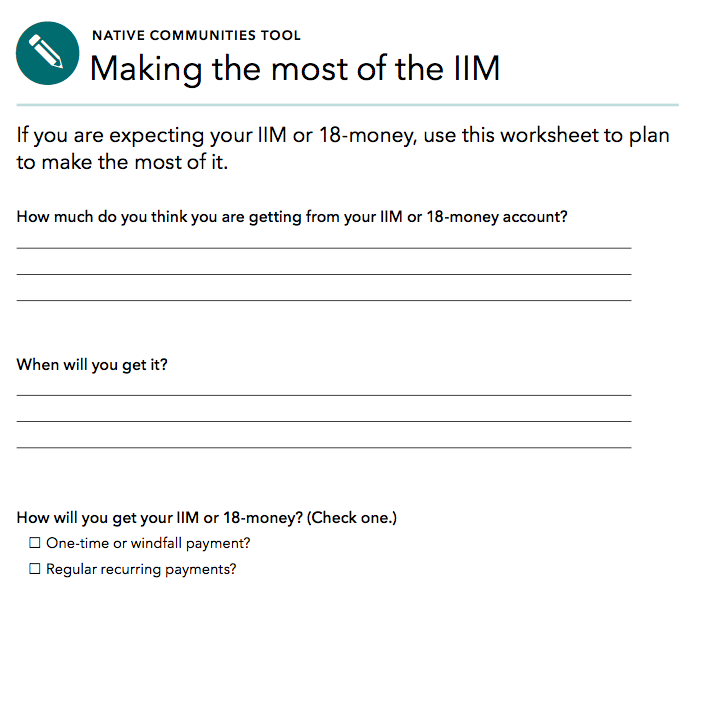 NATIVE COMMUNITIES TOOL
Making the most of the IIM
If you are expecting your IIM or 18-money, use this worksheet to plan
to make the most of it.
How much do you think you are getting from your IIM or 18-money account?
When will you get it?
How will you get your IIM or 18-money? (Check one.)
☐ One-time or windfall payment?
☐ Regular recurring payments?